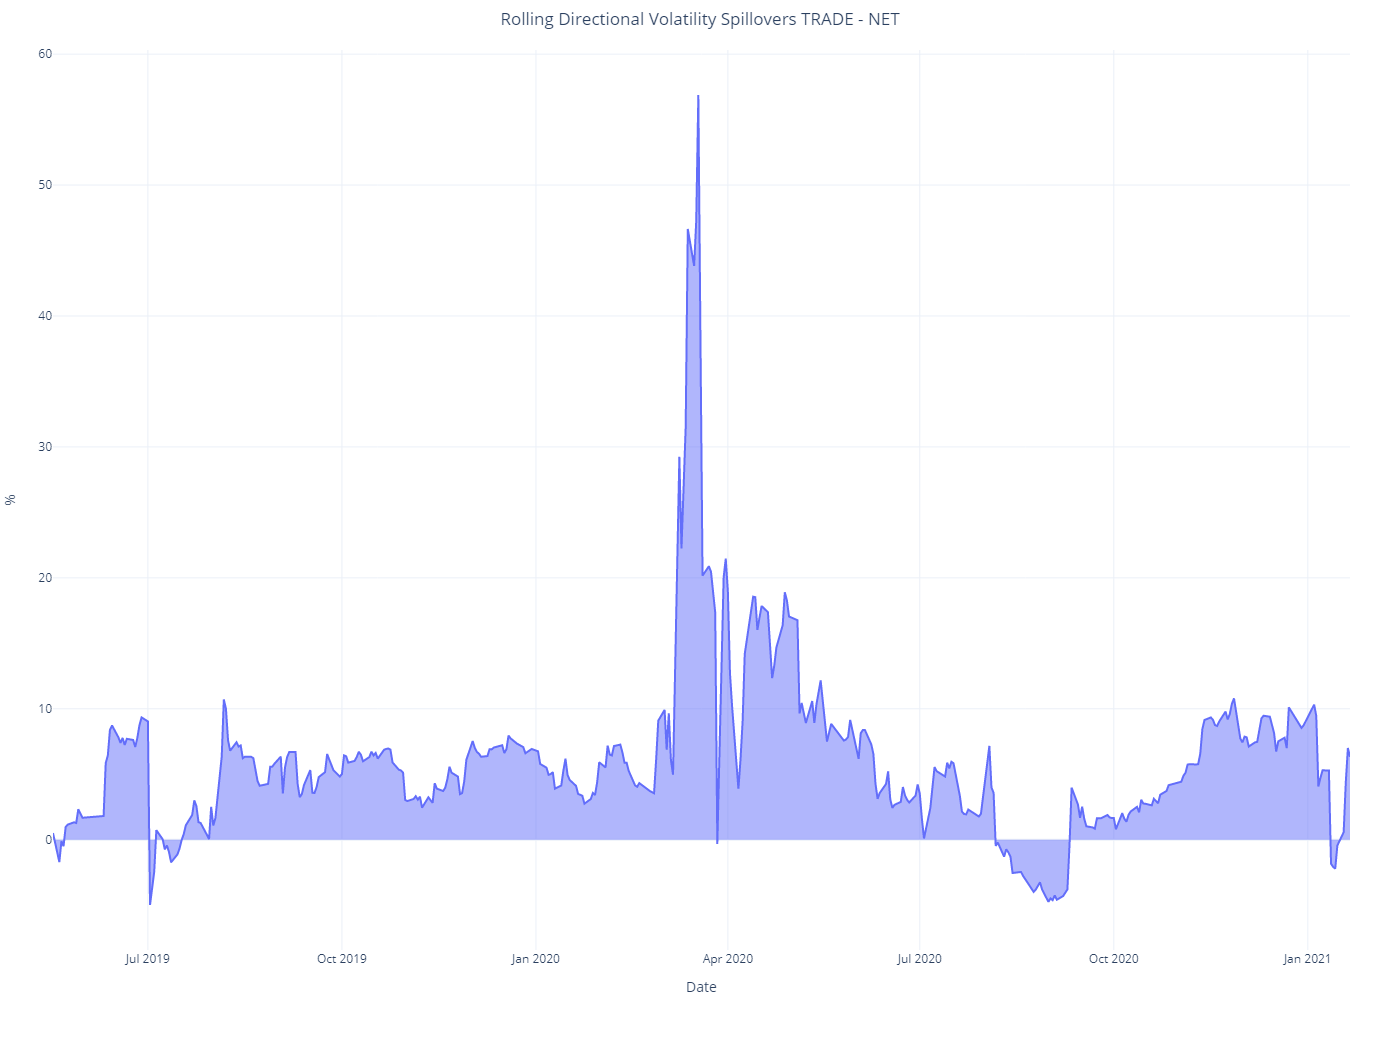 Rolling Directional Volatility Spillovers TRADE - NET
60
50
40
30
20
10
0
%
Jul 2019
Oct 2019
Jan 2020
Apr 2020
Jul 2020
Oct 2020
Jan 2021
Date